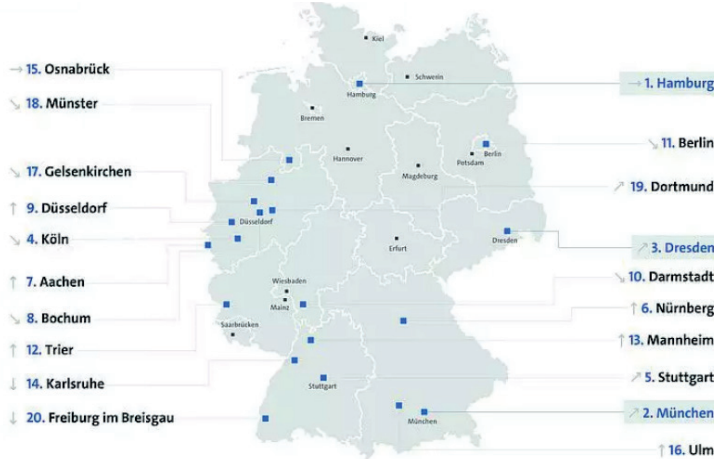 → 15. Osnabrück
↘ 18. Münster
↘ 17. Gelsenkirchen
↑ 9. Düsseldorf
↘ 4. Köln
↑ 7. Aachen
↘ 8. Bochum
↑ 12. Trier
↓ 14. Karlsruhe
↓ 20. Freiburg im Breisgau
Kiel
Schwerin
Hamburg
Bremen
Hannover
Berlin
Potsdam
Magdeburg
Düsseldorf
Erfurt
Dresden
Wiesbaden
Mainz
Saarbrücken
Stuttgart
München
→ 1. Hamburg
↘ 11. Berlin
↗ 19. Dortmund
↗ 3. Dresden
↘ 10. Darmstadt
↑ 6. Nürnberg
↑ 13. Mannheim
↗ 5. Stuttgart
↗ 2. München
↑ 16. Ulm